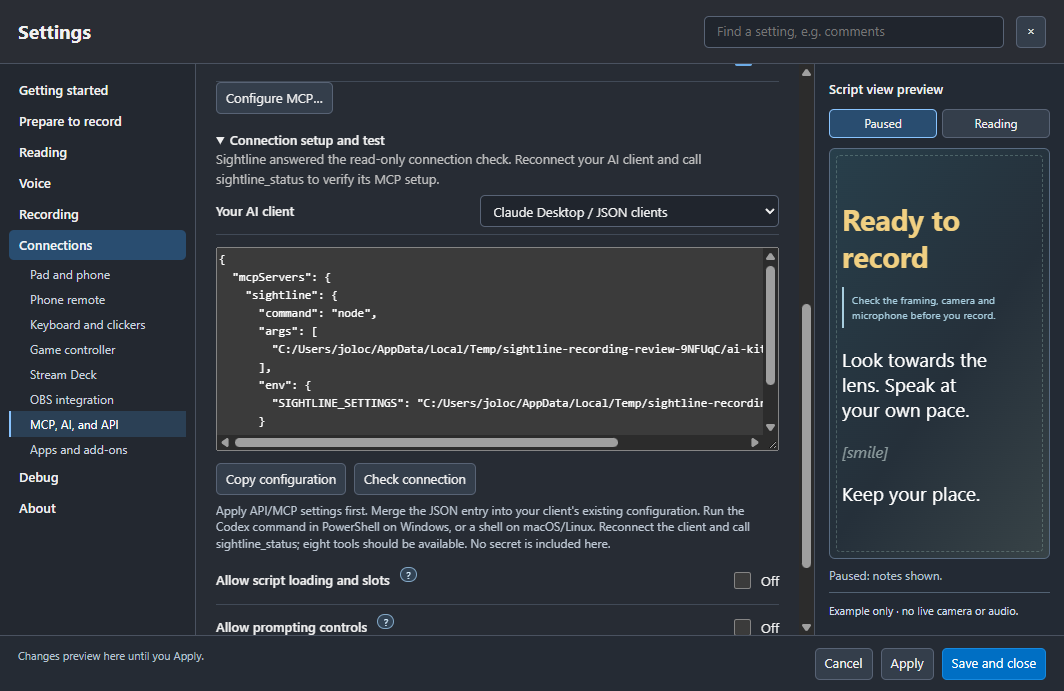 Settings
Find a setting, e.g. comments
×
Getting started
Prepare to record
Reading
Voice
Recording
Connections
Pad and phone
Phone remote
Keyboard and clickers
Game controller
Stream Deck
OBS integration
MCP, AI, and API
Apps and add-ons
Debug
About
Configure MCP...
▼ Connection setup and test
Sightline answered the read-only connection check. Reconnect your AI client and call
sightline_status to verify its MCP setup.
Your AI client
Claude Desktop / JSON clients
{
"mcpServers": {
"sightline": {
"command": "node",
"args": [
"C:/Users/joloc/AppData/Local/Temp/sightline-recording-review-9NFUqC/ai-kit
],
"env": {
"SIGHTLINE_SETTINGS": "C:/Users/joloc/AppData/Local/Temp/sightline-recordin
}
Copy configuration
Check connection
Apply API/MCP settings first. Merge the JSON entry into your client's existing configuration. Run the
Codex command in PowerShell on Windows, or a shell on macOS/Linux. Reconnect the client and call
sightline_status; eight tools should be available. No secret is included here.
Allow script loading and slots ?
Off
Allow prompting controls ?
Off
Script view preview
Paused
Reading
Ready to
record
Check the framing, camera and
microphone before you record.
Look towards the
lens. Speak at
your own pace.
[smile]
Keep your place.
Paused: notes shown.
Example only · no live camera or audio.
Changes preview here until you Apply.
Cancel
Apply
Save and close